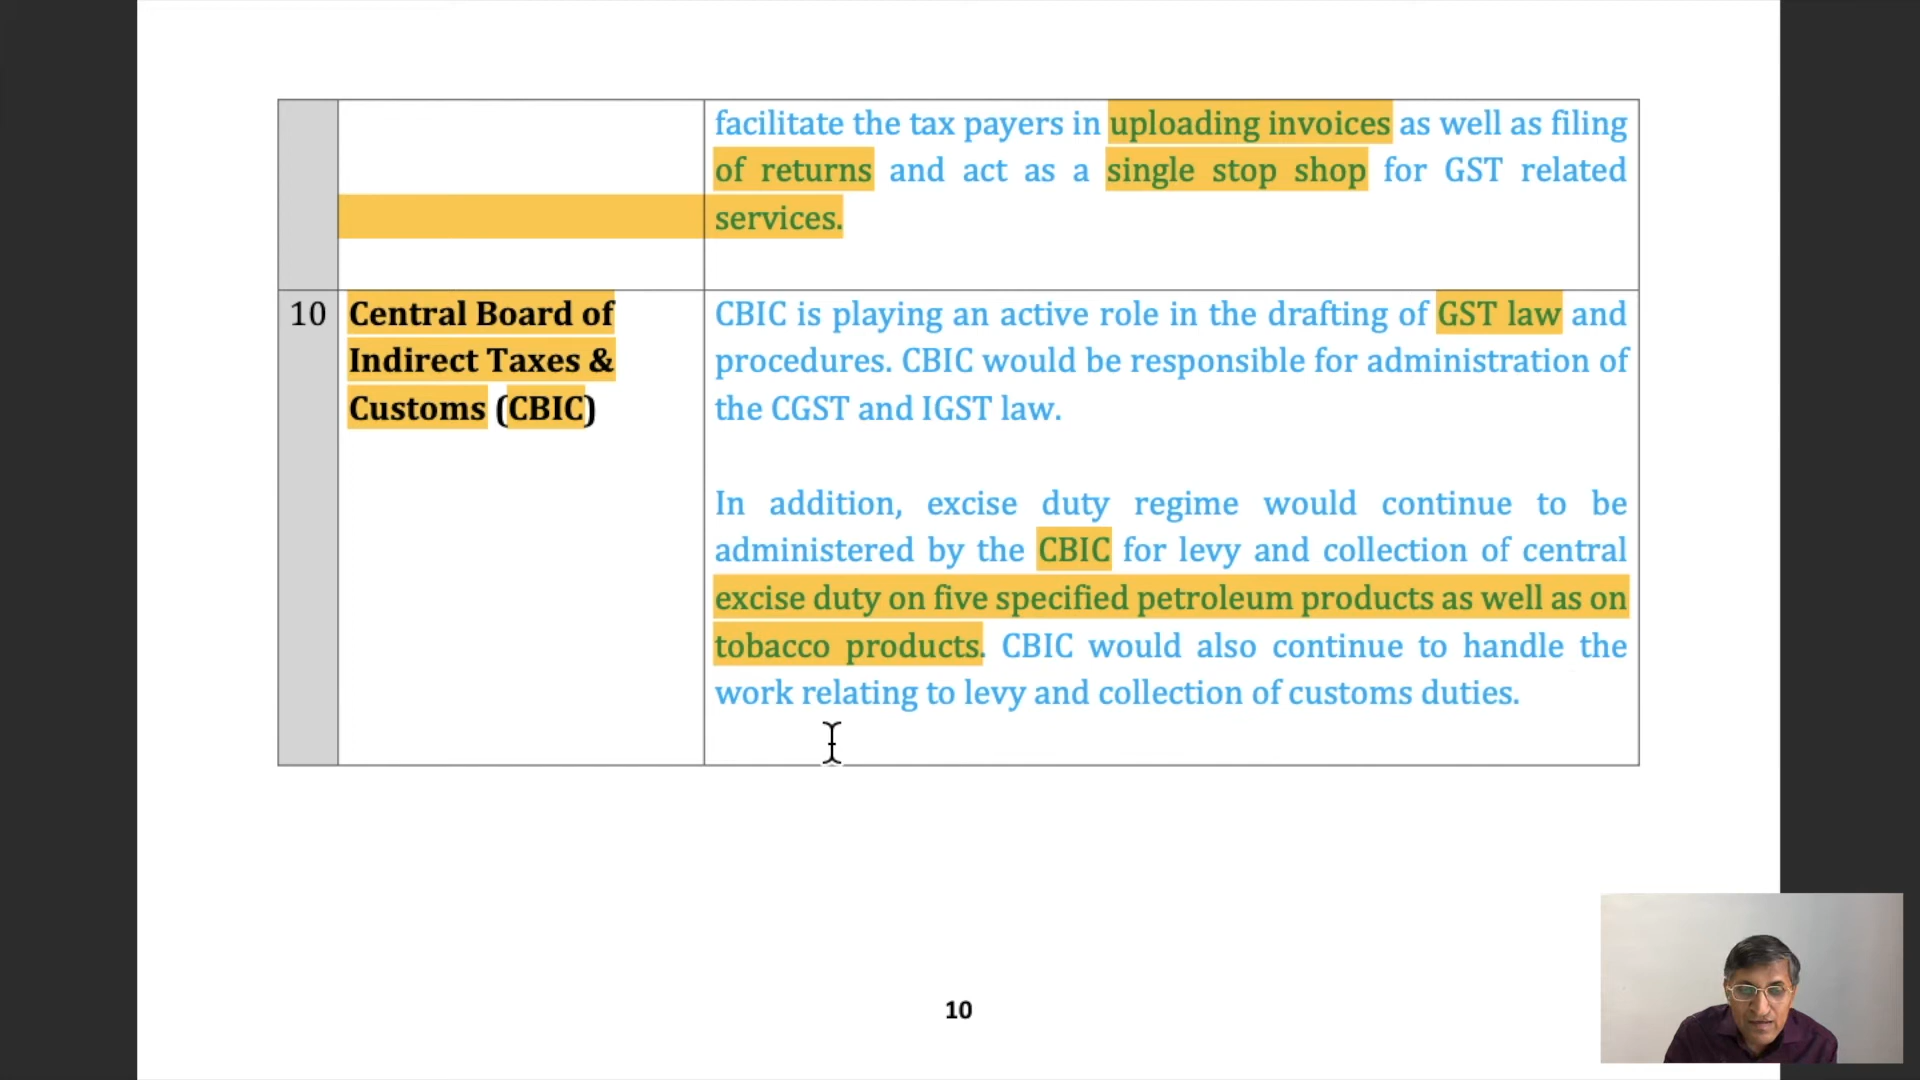 facilitate the tax payers in uploading invoices as well as filing
of returns and act as a single stop shop for GST related
services.
10
Central Board of
Indirect Taxes &
Customs (CBIC)
CBIC is playing an active role in the drafting of GST law and
procedures. CBIC would be responsible for administration of
the CGST and IGST law.
In addition, excise duty regime would continue to be
administered by the CBIC for levy and collection of central
excise duty on five specified petroleum products as well as on
tobacco products. CBIC would also continue to handle the
work relating to levy and collection of customs duties.
10